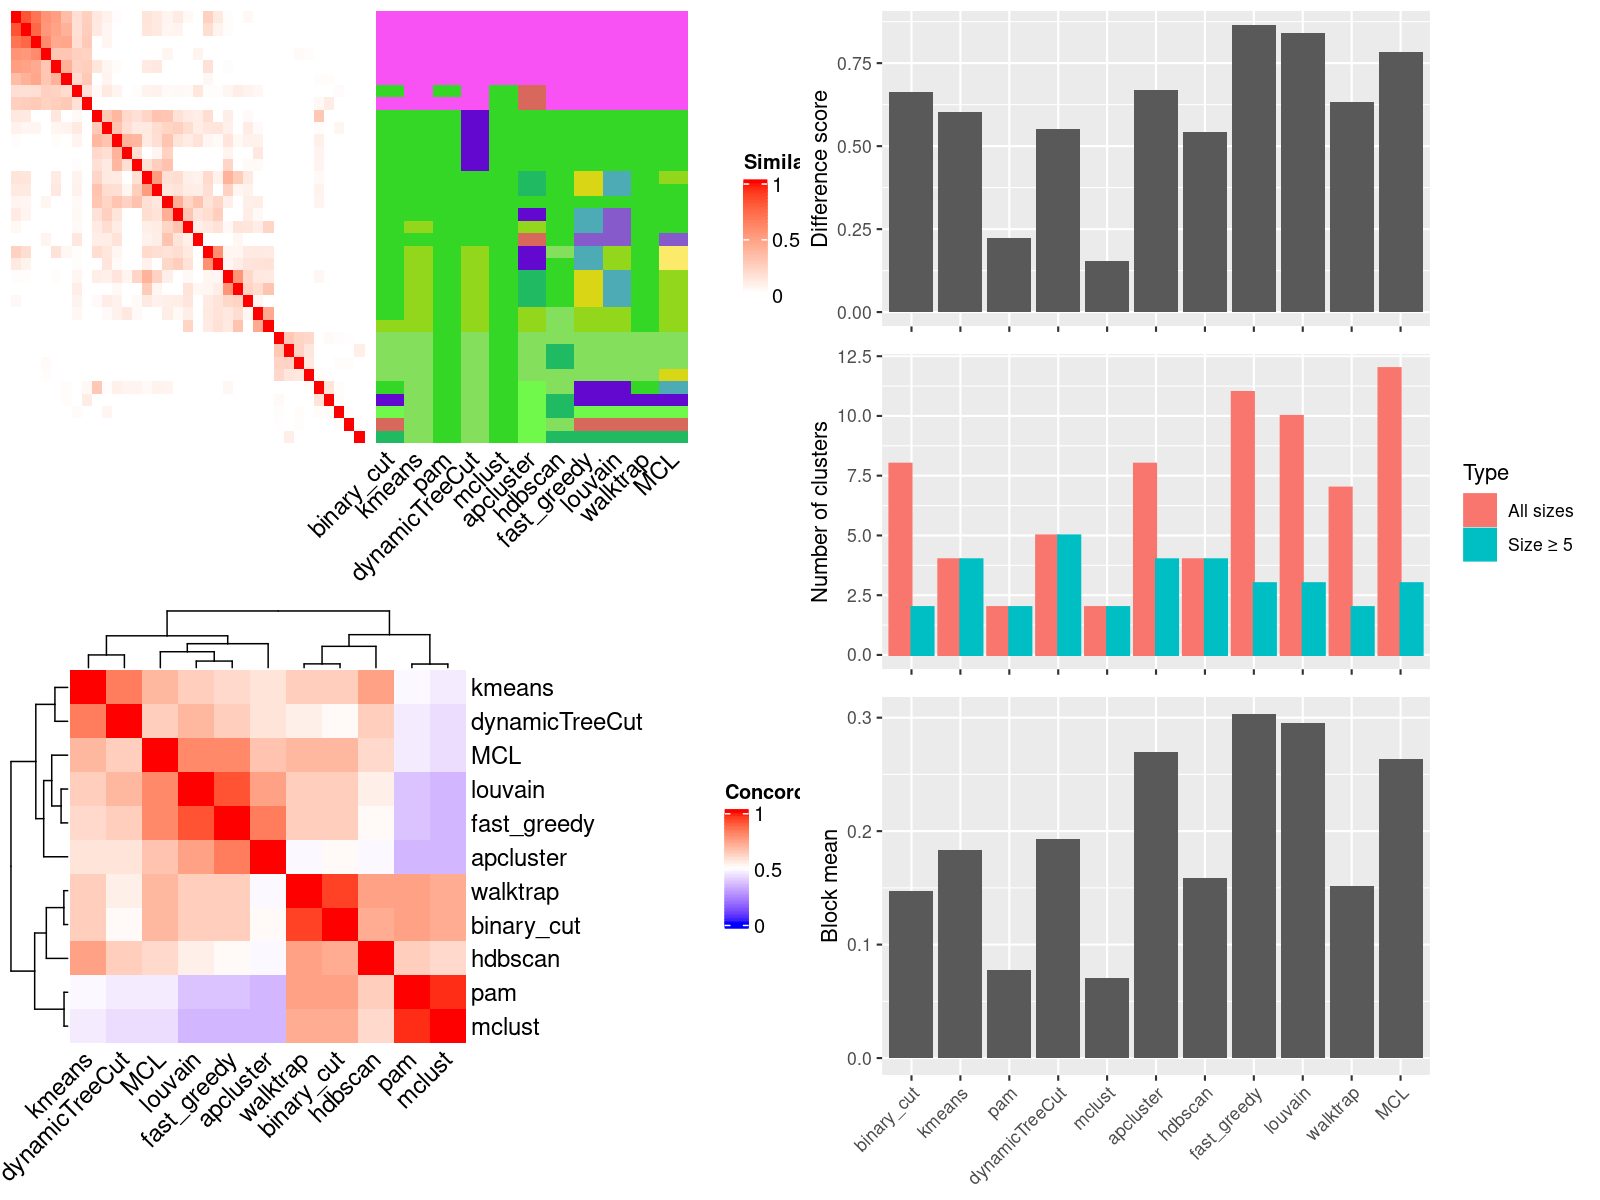 Simila
1
0.5
0
binary_cut
kmeans
pam
dynamicTreeCut
mclust
apcluster
hdbscan
fast_greedy
louvain
walktrap
MCL
kmeans
dynamicTreeCut
MCL
louvain
fast_greedy
apcluster
walktrap
binary_cut
hdbscan
pam
mclust
Concord
1
0.5
0
kmeans
dynamicTreeCut
MCL
louvain
fast_greedy
apcluster
walktrap
binary_cut
hdbscan
pam
mclust
Difference score
0.75
0.50
0.25
0.00
Number of clusters
12.5
10.0
7.5
5.0
2.5
0.0
Type
All sizes
Size ≥ 5
Block mean
0.3
0.2
0.1
0.0
binary_cut
kmeans
pam
dynamicTreeCut
mclust
apcluster
hdbscan
fast_greedy
louvain
walktrap
MCL